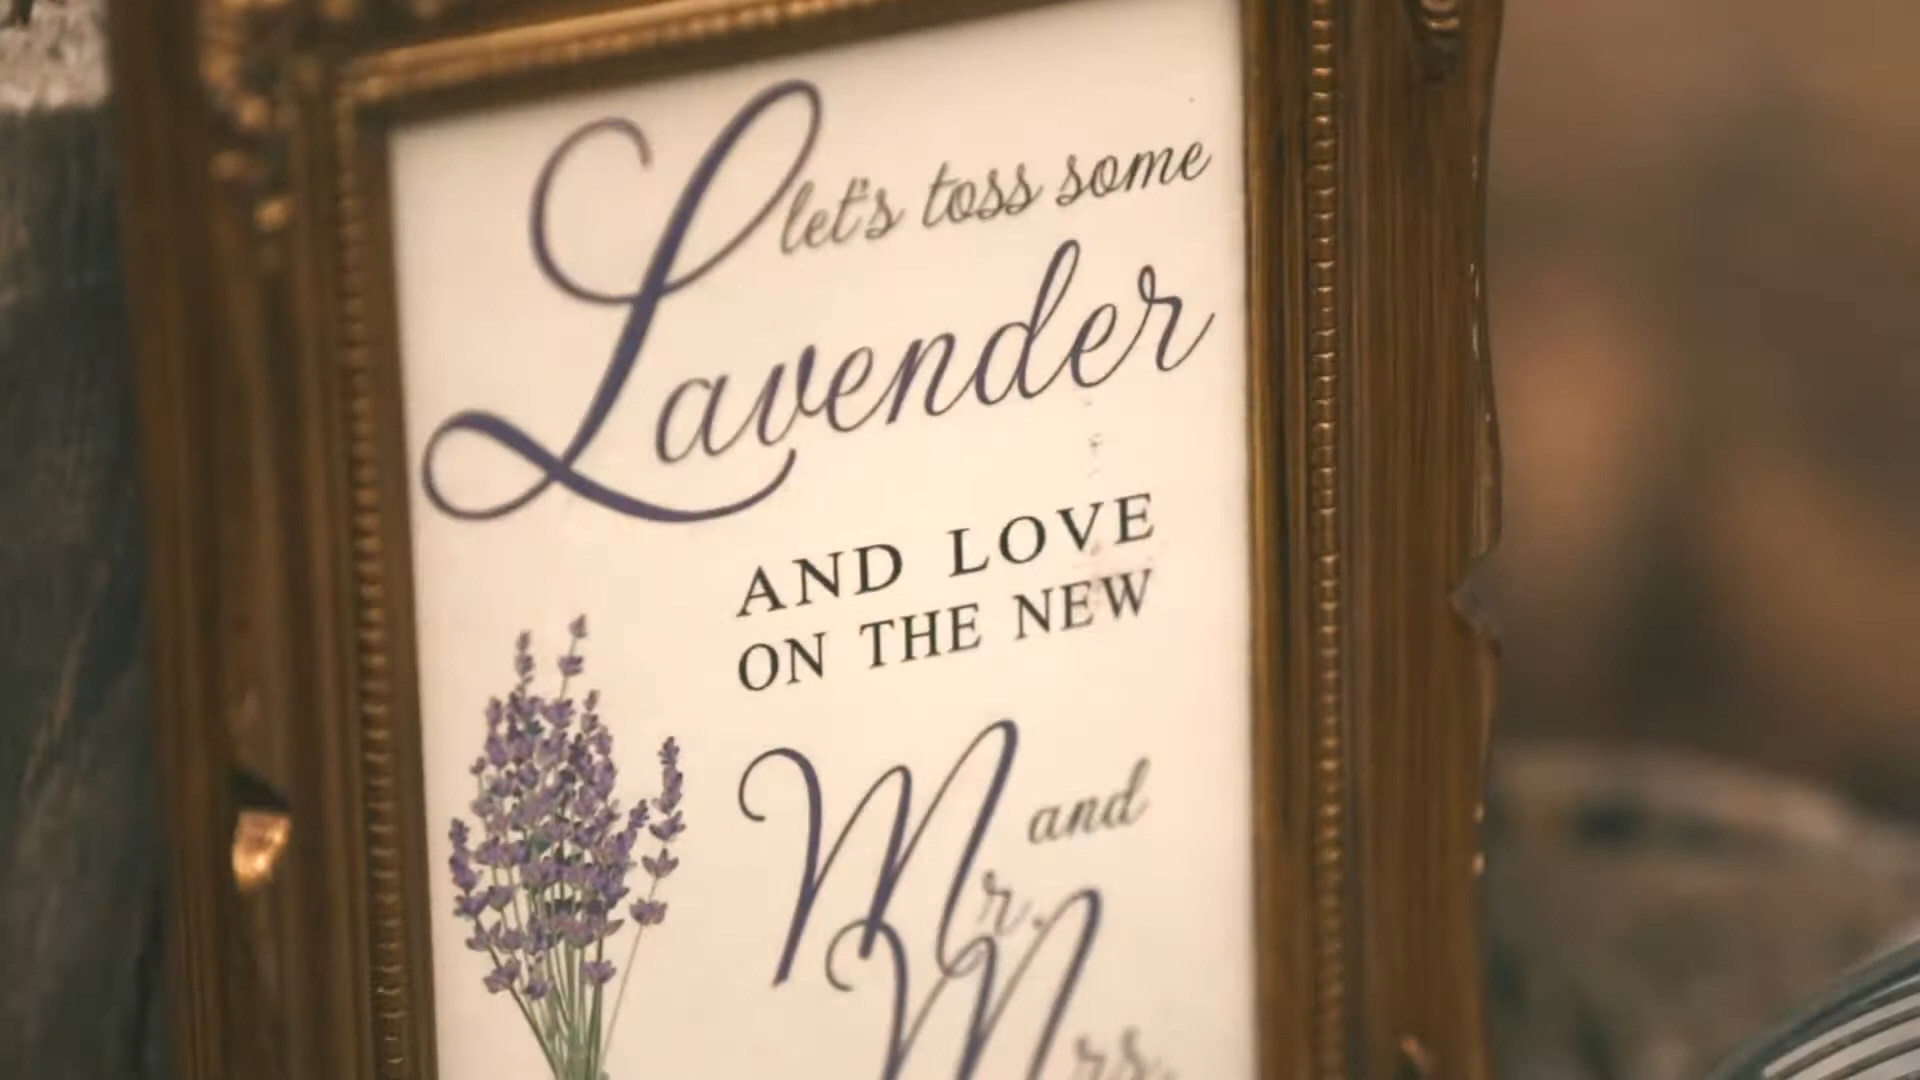 let's toss some
Lavender
AND LOVE
ON THE NEW
Mr. and
Mrs.